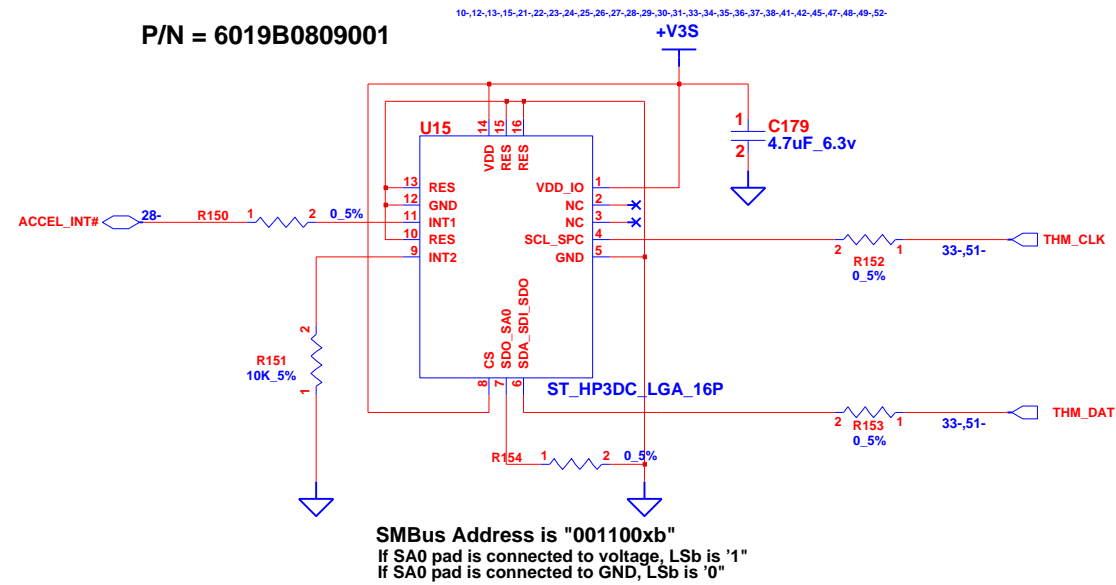 10-,12-,13-,15-,21-,22-,23-,24-,25-,26-,27-,28-,29-,30-,31-,33-,34-,35-,36-,37-,38-,41-,42-,45-,47-,48-,49-,52-
P/N = 6019B0809001
+V3S
U15
14
15
16
VDD
RES
RES
1
C179
4.7uF_6.3v
2
13
RES
VDD_IO
1
12
GND
NC
2
ACCEL_INT#
28-
R150
1
2
0_5%
11
INT1
NC
3
10
RES
SCL_SPC
4
THM_CLK
9
INT2
GND
5
2
R152
1
33-,51-
0_5%
2
R151
10K_5%
1
CS
SDO_SA0
SDA_SDI_SDO
8
7
6
ST_HP3DC_LGA_16P
THM_DAT
2
R153
1
33-,51-
0_5%
R154
1
2
0_5%
SMBus Address is "001100xb"
If SA0 pad is connected to voltage, LSb is '1"
If SA0 pad is connected to GND, LSb is '0"